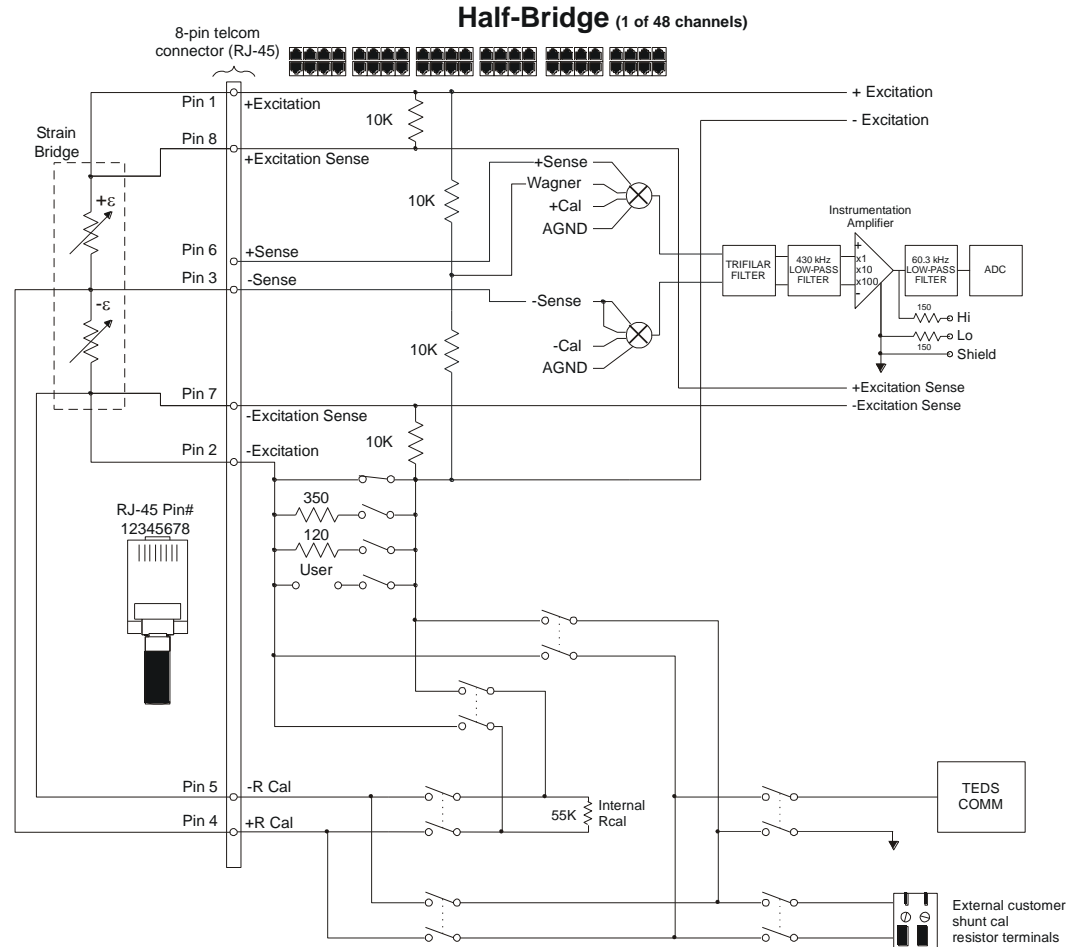 Half-Bridge (1 of 48 channels)
8-pin telcom
connector (RJ-45)
Pin 1
+Excitation
+ Excitation
10K
- Excitation
Pin 8
+Excitation Sense
Strain
Bridge
+Sense
Wagner
+Cal
AGND
+ε
10K
Instrumentation
Amplifier
Pin 6
+Sense
Pin 3
-Sense
+
x1
x10
x100
-
TRIFILAR
FILTER
430 kHz
LOW-PASS
FILTER
60.3 kHz
LOW-PASS
FILTER
ADC
-ε
-Sense
-Cal
AGND
150
Hi
Lo
150
Shield
10K
Pin 7
-Excitation Sense
+Excitation Sense
-Excitation Sense
10K
Pin 2
-Excitation
350
120
User
RJ-45 Pin#
12345678
Pin 5
-R Cal
Pin 4
+R Cal
55K
Internal
Rcal
TEDS
COMM
External customer
shunt cal
resistor terminals